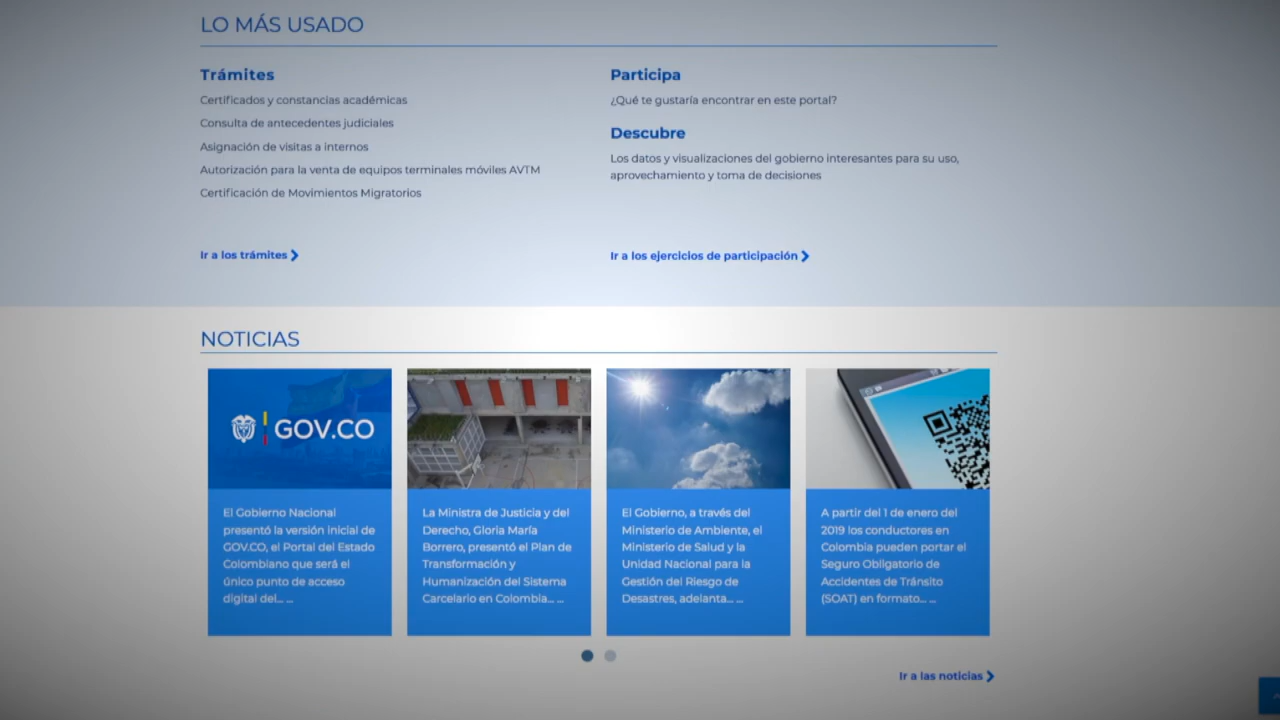 LO MÁS USADO
Trámites
Certificados y constancias académicas
Consulta de antecedentes judiciales
Asignación de visitas a internos
Autorización para la venta de equipos terminales móviles AVTM
Certificación de Movimientos Migratorios
Ir a los trámites
Participa
¿Qué te gustaría encontrar en este portal?
Descubre
Los datos y visualizaciones del gobierno interesantes para su uso,
aprovechamiento y toma de decisiones
Ir a los ejercicios de participación
NOTICIAS
GOV.CO
El Gobierno Nacional
presentó la versión inicial de
GOV.CO, el Portal del Estado
Colombiano que será el
único punto de acceso
digital del... ...
La Ministra de Justicia y del
Derecho, Gloria María
Borrero, presentó el Plan de
Transformación y
Humanización del Sistema
Carcelario en Colombia... ...
El Gobierno, a través del
Ministerio de Ambiente, el
Ministerio de Salud y la
Unidad Nacional para la
Gestión del Riesgo de
Desastres, adelanta... ...
A partir del 1 de enero del
2019 los conductores en
Colombia pueden portar el
Seguro Obligatorio de
Accidentes de Tránsito
(SOAT) en formato... ...
Ir a las noticias